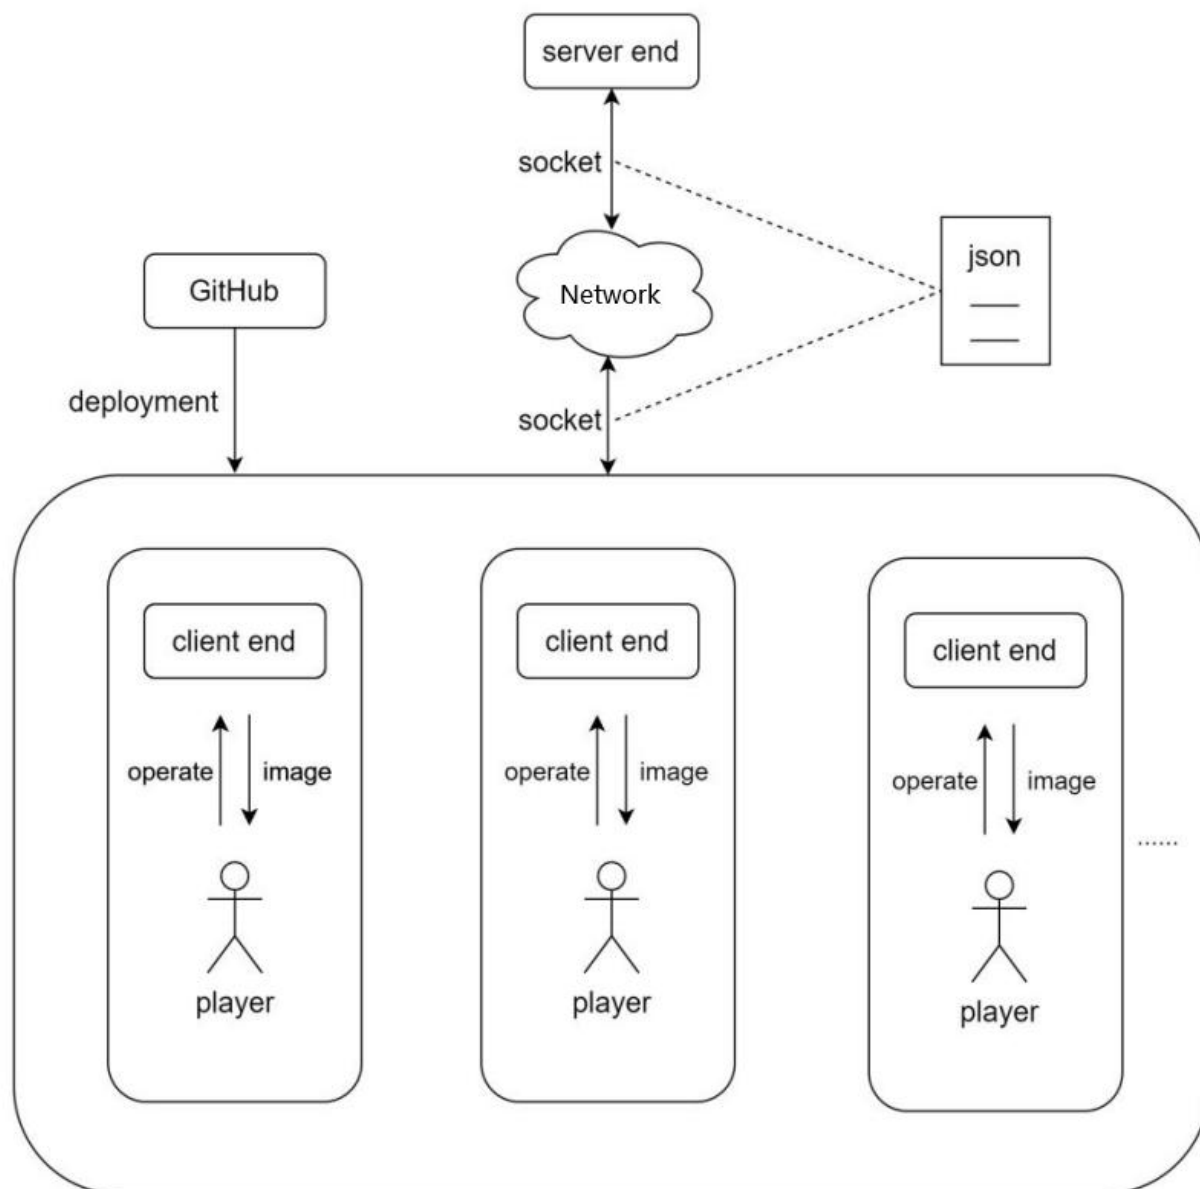 server end
socket
json
GitHub
Network
deployment
socket
client end
client end
client end
operate
image
operate
image
operate
image
......
player
player
player